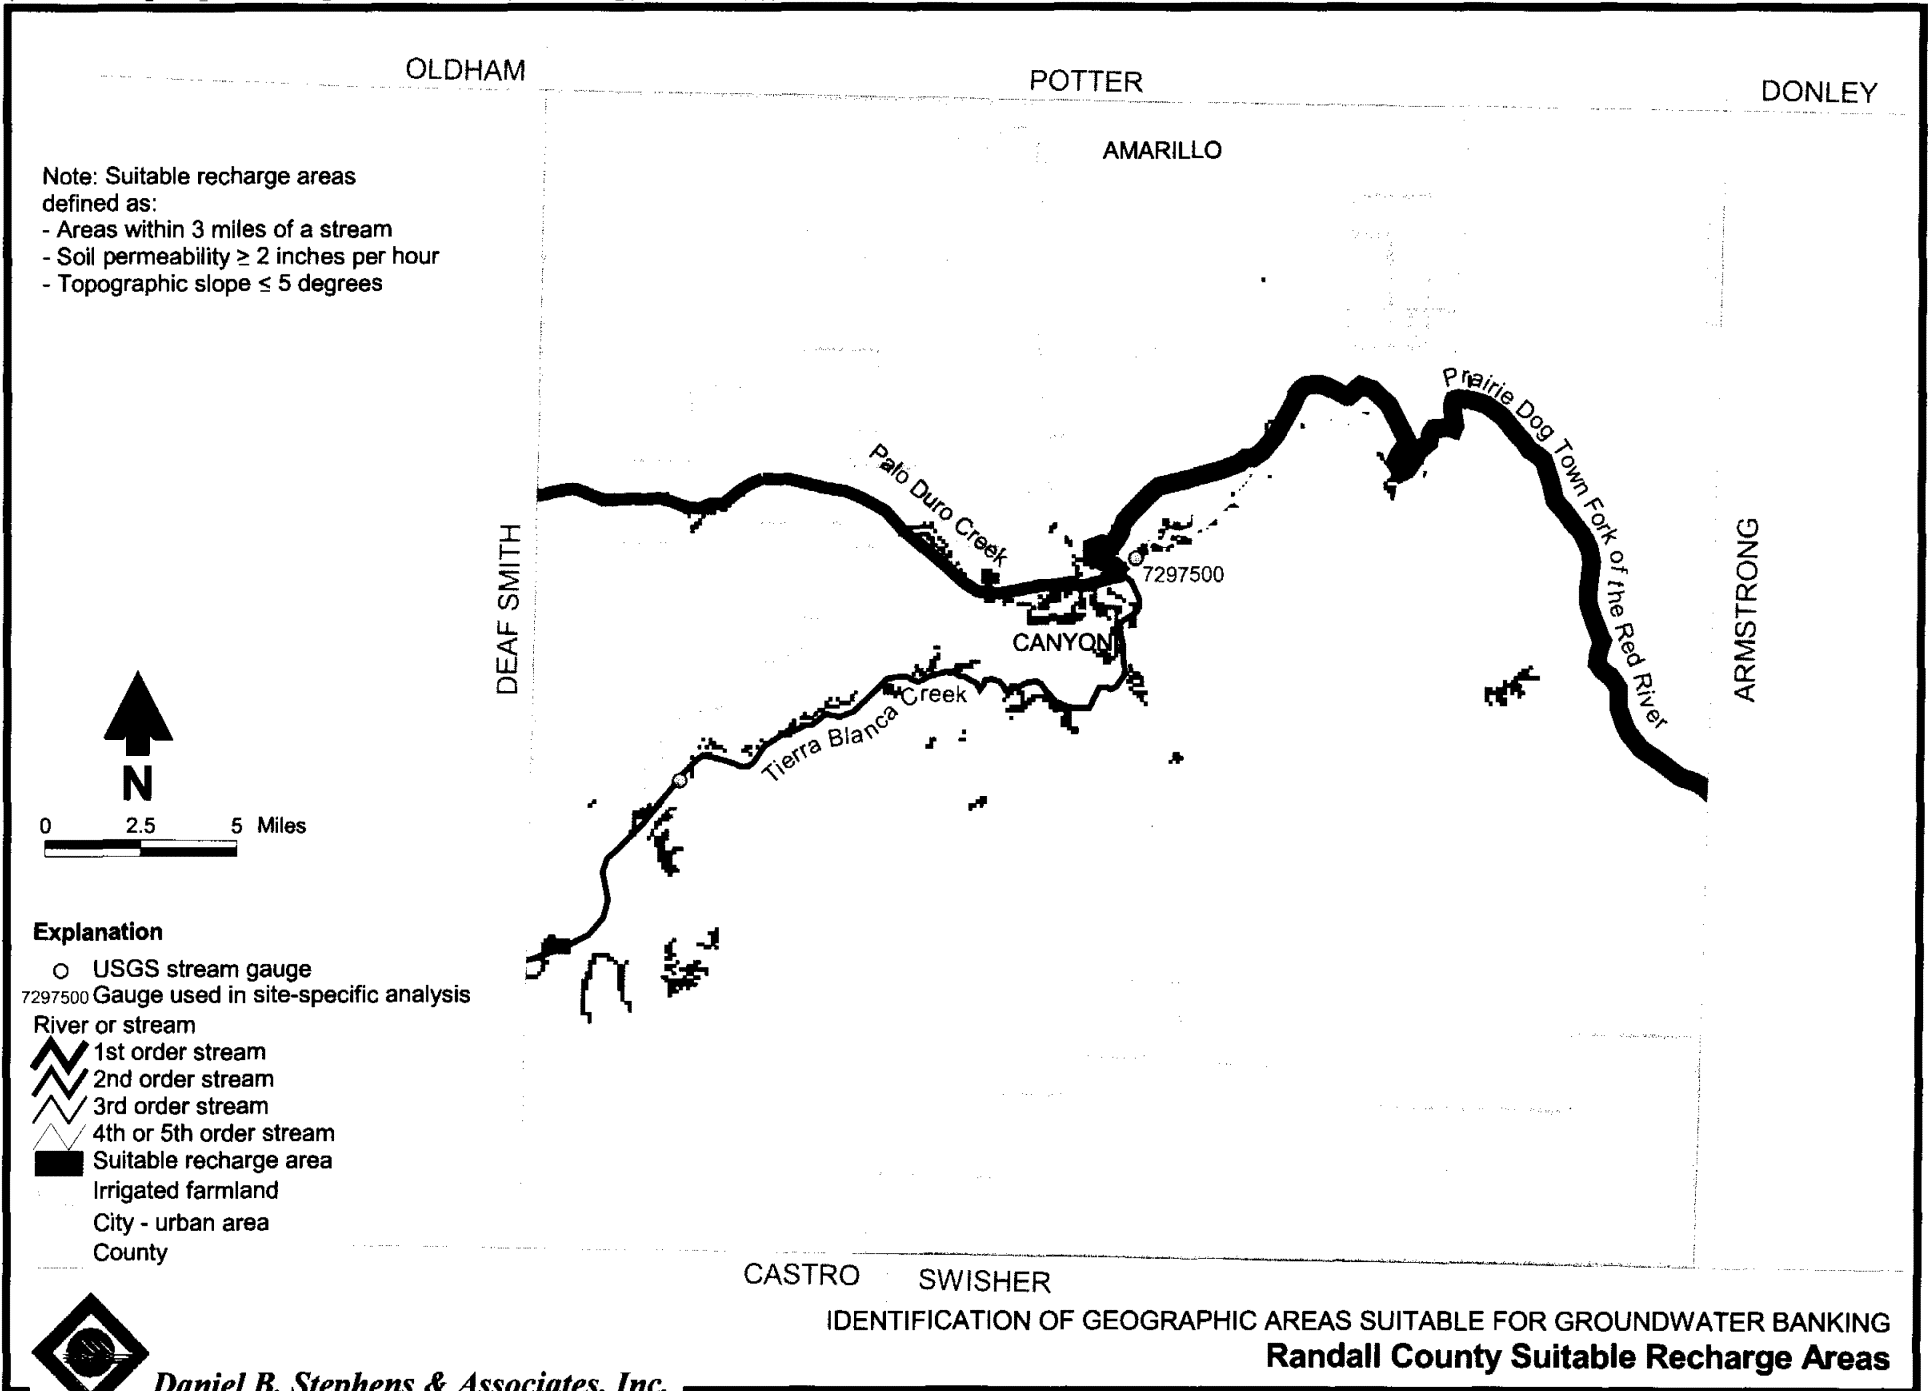 OLDHAM
POTTER
DONLEY
AMARILLO
Note: Suitable recharge areas
defined as:
- Areas within 3 miles of a stream
- Soil permeability ≥ 2 inches per hour
- Topographic slope ≤ 5 degrees
Prairie Dog Town Fork of the Red River
Palo Duro Creek
DEAF SMITH
7297500
ARMSTRONG
CANYON
Tierra Blanca Creek
N
0 2.5 5 Miles
Explanation
USGS stream gauge
7297500 Gauge used in site-specific analysis
River or stream
1st order stream
2nd order stream
3rd order stream
4th or 5th order stream
Suitable recharge area
Irrigated farmland
City - urban area
County
CASTRO
SWISHER
IDENTIFICATION OF GEOGRAPHIC AREAS SUITABLE FOR GROUNDWATER BANKING
Randall County Suitable Recharge Areas
Daniel B. Stephens & Associates, Inc.